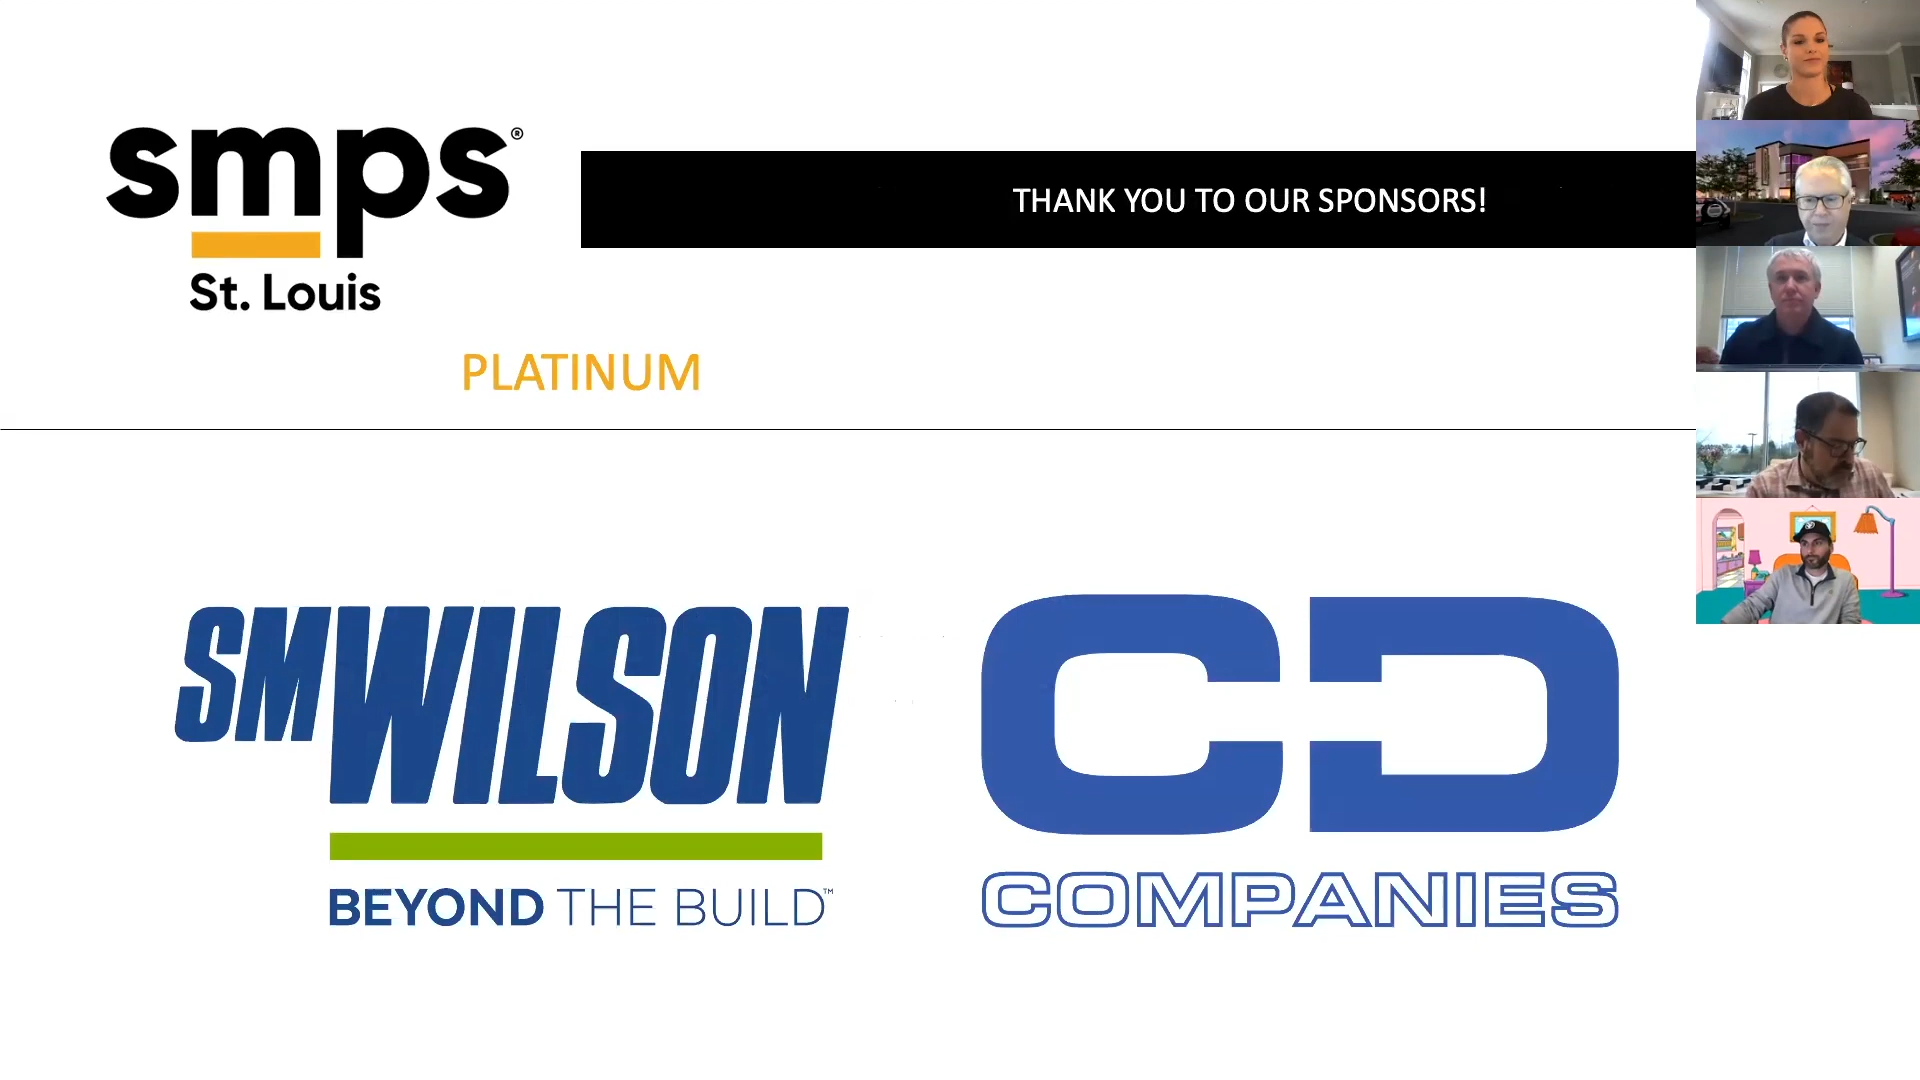 smps®
St. Louis
THANK YOU TO OUR SPONSORS!
PLATINUM
SMWILSON
BEYOND THE BUILD™
CD
COMPANIES